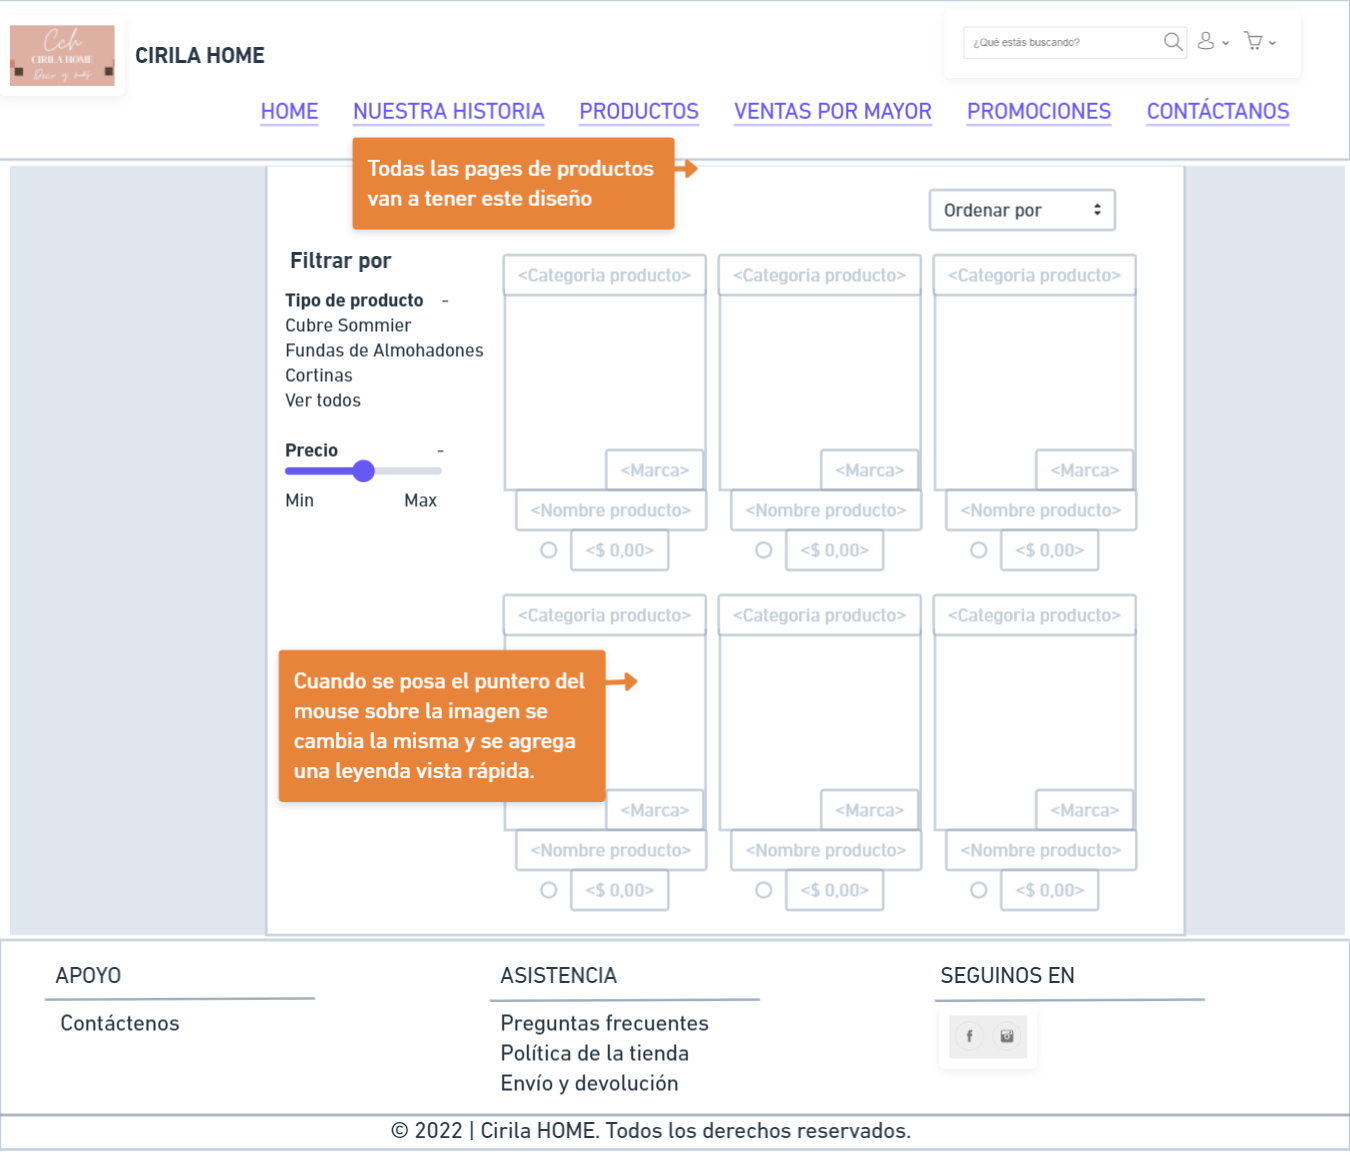 Cch
CIRILA HOME
Deco y más
CIRILA HOME
¿Qué estás buscando?
HOME NUESTRA HISTORIA PRODUCTOS VENTAS POR MAYOR PROMOCIONES CONTÁCTANOS
Todas las pages de productos
van a tener este diseño
Ordenar por
Filtrar por
Tipo de producto -
Cubre Sommier
Fundas de Almohadones
Cortinas
Ver todos
Precio -
Min Max
<Categoria producto> <Categoria producto> <Categoria producto>
<Marca> <Marca> <Marca>
<Nombre producto> <Nombre producto> <Nombre producto>
<$ 0,00> <$ 0,00> <$ 0,00>
<Categoria producto> <Categoria producto> <Categoria producto>
Cuando se posa el puntero del
mouse sobre la imagen se
cambia la misma y se agrega
una leyenda vista rápida.
<Marca> <Marca> <Marca>
<Nombre producto> <Nombre producto> <Nombre producto>
<$ 0,00> <$ 0,00> <$ 0,00>
APOYO
Contáctenos
ASISTENCIA
Preguntas frecuentes
Política de la tienda
Envío y devolución
SEGUINOS EN
© 2022 | Cirila HOME. Todos los derechos reservados.